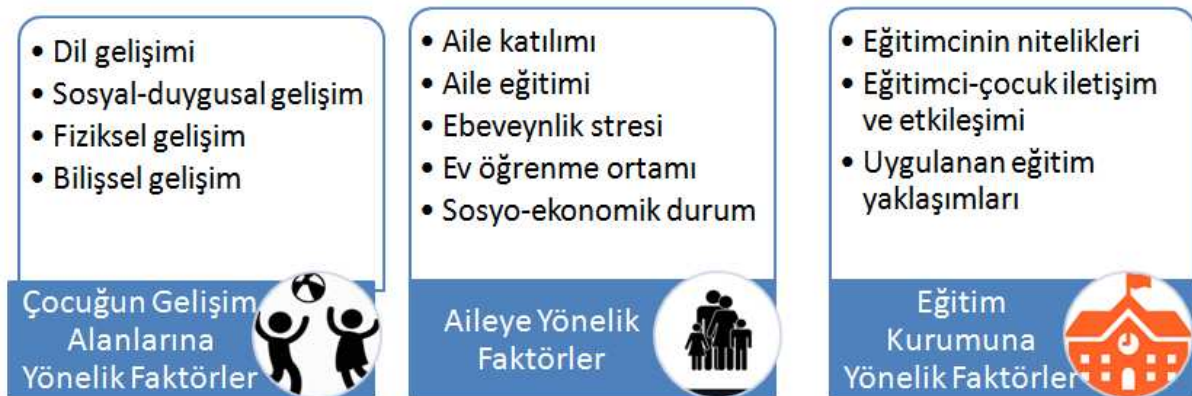 • Dil gelişimi
• Sosyal-duygusal gelişim
• Fiziksel gelişim
• Bilişsel gelişim
Çocuğun Gelişim
Alanlarına
Yönelik Faktörler
• Aile katılımı
• Aile eğitimi
• Ebeveynlik stresi
• Ev öğrenme ortamı
• Sosyo-ekonomik durum
Aileye Yönelik
Faktörler
• Eğitimcinin nitelikleri
• Eğitimci-çocuk iletişim
ve etkileşimi
• Uygulanan eğitim
yaklaşımları
Eğitim
Kurumuna
Yönelik Faktörler